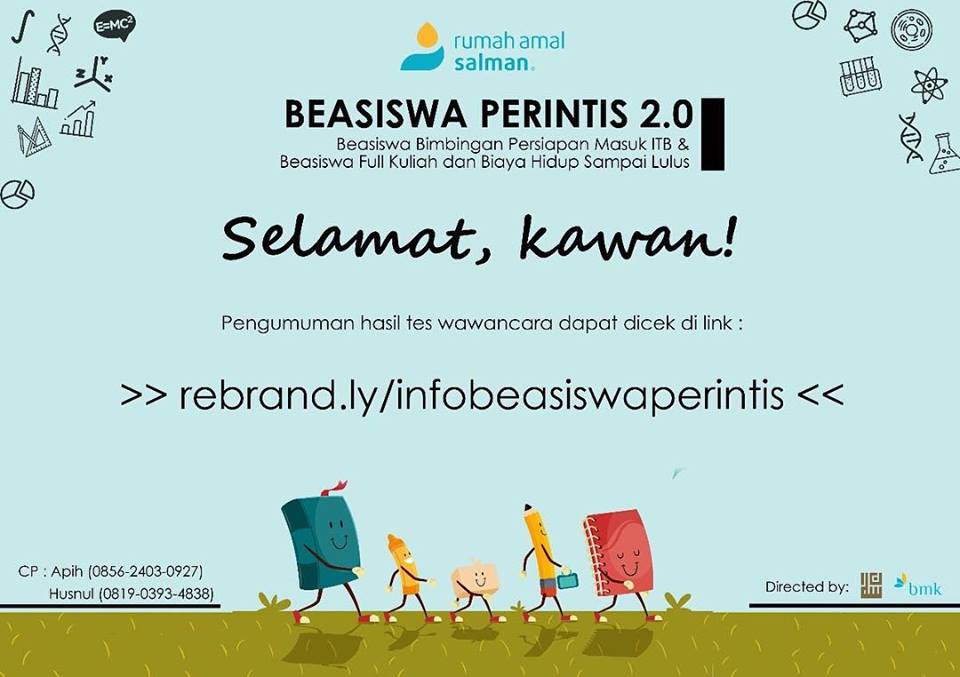 E=MC²
Z Y X
rumah amal
salman®
BEASISWA PERINTIS 2.0
Beasiswa Bimbingan Persiapan Masuk ITB &
Beasiswa Full Kuliah dan Biaya Hidup Sampai Lulus
Selamat, kawan!
Pengumuman hasil tes wawancara dapat dicek di link :
>> rebrand.ly/infobeasiswaperintis <<
CP : Apih (0856-2403-0927)
Husnul (0819-0393-4838)
Directed by:
bmk